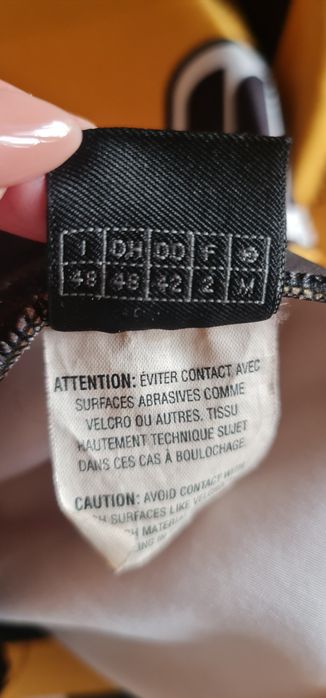 I DH DD F
48 48 42 2 M
ATTENTION: ÉVITER CONTACT AVEC
SURFACES ABRASIVES COMME
VELCRO OU AUTRES. TISSU
HAUTEMENT TECHNIQUE SUJET
DANS CES CAS À BOULOCHAGE.
CAUTION: AVOID CONTACT WITH
SURFACES LIKE